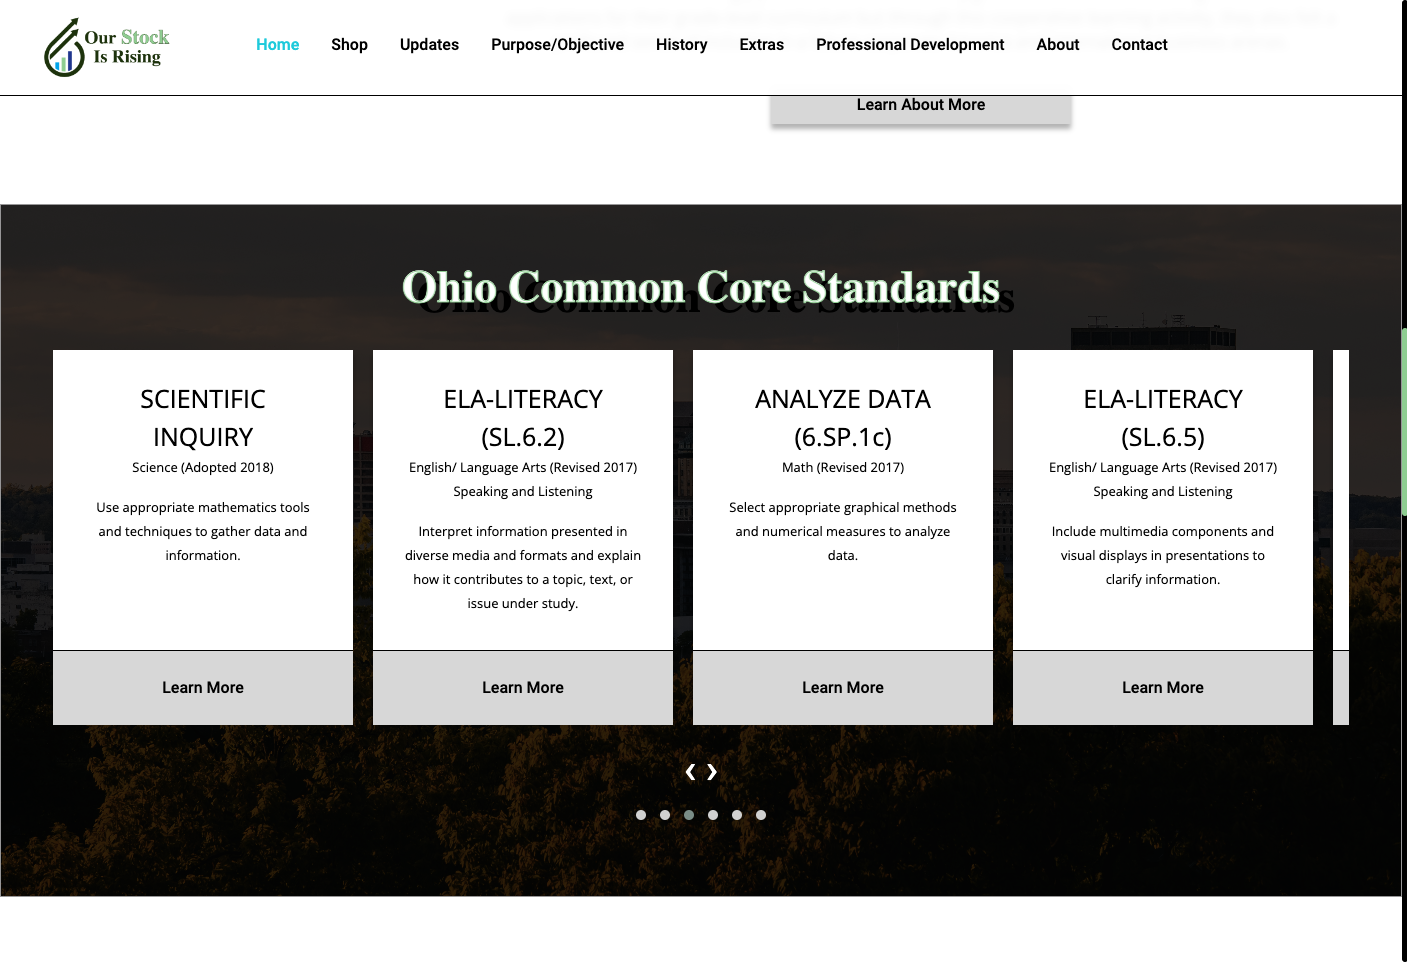 Our Stock
Is Rising
Home
Shop
Updates
Purpose/Objective
History
Extras
Professional Development
About
Contact
Learn About More
Ohio Common Core Standards
SCIENTIFIC
INQUIRY
Science (Adopted 2018)
Use appropriate mathematics tools
and techniques to gather data and
information.
Learn More
ELA-LITERACY
(SL.6.2)
English/ Language Arts (Revised 2017)
Speaking and Listening
Interpret information presented in
diverse media and formats and explain
how it contributes to a topic, text, or
issue under study.
Learn More
ANALYZE DATA
(6.SP.1c)
Math (Revised 2017)
Select appropriate graphical methods
and numerical measures to analyze
data.
Learn More
ELA-LITERACY
(SL.6.5)
English/ Language Arts (Revised 2017)
Speaking and Listening
Include multimedia components and
visual displays in presentations to
clarify information.
Learn More